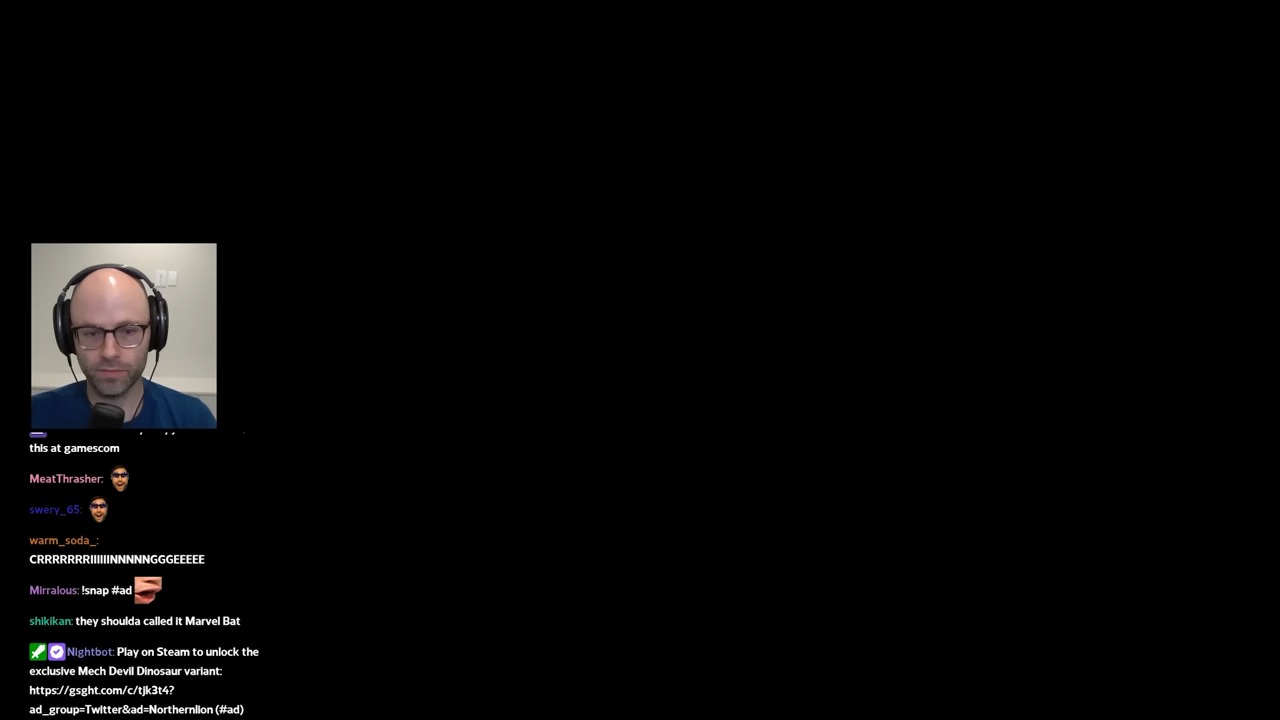 this at gamescom
MeatThrasher:
swery_65:
warm_soda_:
CRRRRRRRIIIIIIINNNNNGGGEEEEE
Mirralous: !snap #ad
shikikan: they shoulda called it Marvel Bat
Nightbot: Play on Steam to unlock the
exclusive Mech Devil Dinosaur variant:
https://gsght.com/c/tjk3t4?
ad_group=Twitter&ad=Northernlion (#ad)